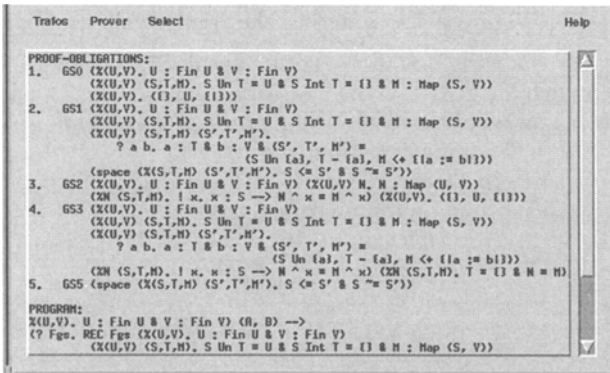 Trafos Prover Select Help
PROOF-OBLIGATIONS:
1. GS0 (%(U,V). U : Fin U & V : Fin V)
(%(U,V) (S,T,M). S Un T = U & S Int T = {} & M : Map (S, V))
(%(U,V). ({}, U, {|}))
2. GS1 (%(U,V). U : Fin U & V : Fin V)
(%(U,V) (S,T,M). S Un T = U & S Int T = {} & M : Map (S, V))
(%(U,V) (S,T,M) (S',T',M').
? a b. a : T & b : V & (S', T', M') =
(S Un {a}, T - {a}, M <+ {|a := b|}))
(space (%(S,T,M) (S',T',M'). S <= S' & S ~= S'))
3. GS2 (%(U,V). U : Fin U & V : Fin V) (%(U,V) N. N : Map (U, V))
(%N (S,T,M). ! x. x : S --> N ^ x = M ^ x) (%(U,V). ({}, U, {|}))
4. GS3 (%(U,V). U : Fin U & V : Fin V)
(%(U,V) (S,T,M). S Un T = U & S Int T = {} & M : Map (S, V))
(%(U,V) (S,T,M) (S',T',M').
? a b. a : T & b : V & (S', T', M') =
(S Un {a}, T - {a}, M <+ {|a := b|}))
(%N (S,T,M). ! x. x : S --> N ^ x = M ^ x) (%N (S,T,M). T = {} & N = M)
5. GS5 (space (%(S,T,M) (S',T',M'). S <= S' & S ~= S'))
PROGRAM:
%(U,V). U : Fin U & V : Fin V) (A, B) -->
(? Fgs. REC Fgs (%(U,V). U : Fin U & V : Fin V)
(%(U,V) (S,T,M). S Un T = U & S Int T = {} & M : Map (S, V))